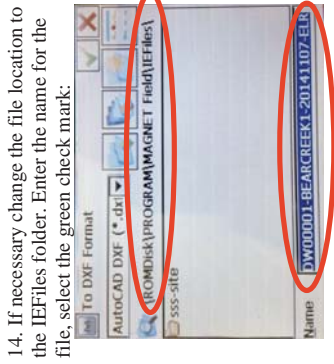 14. If necessary change the file location to
the IEFiles folder. Enter the name for the
file, select the green check mark:
To DXF Format
AutoCAD DXF (*.dx
\ROMDisk\PROGRAM\MAGNET Field\IEFiles\
sss-site
Name
DW00001-BEARCREEK1-20141107-ELR